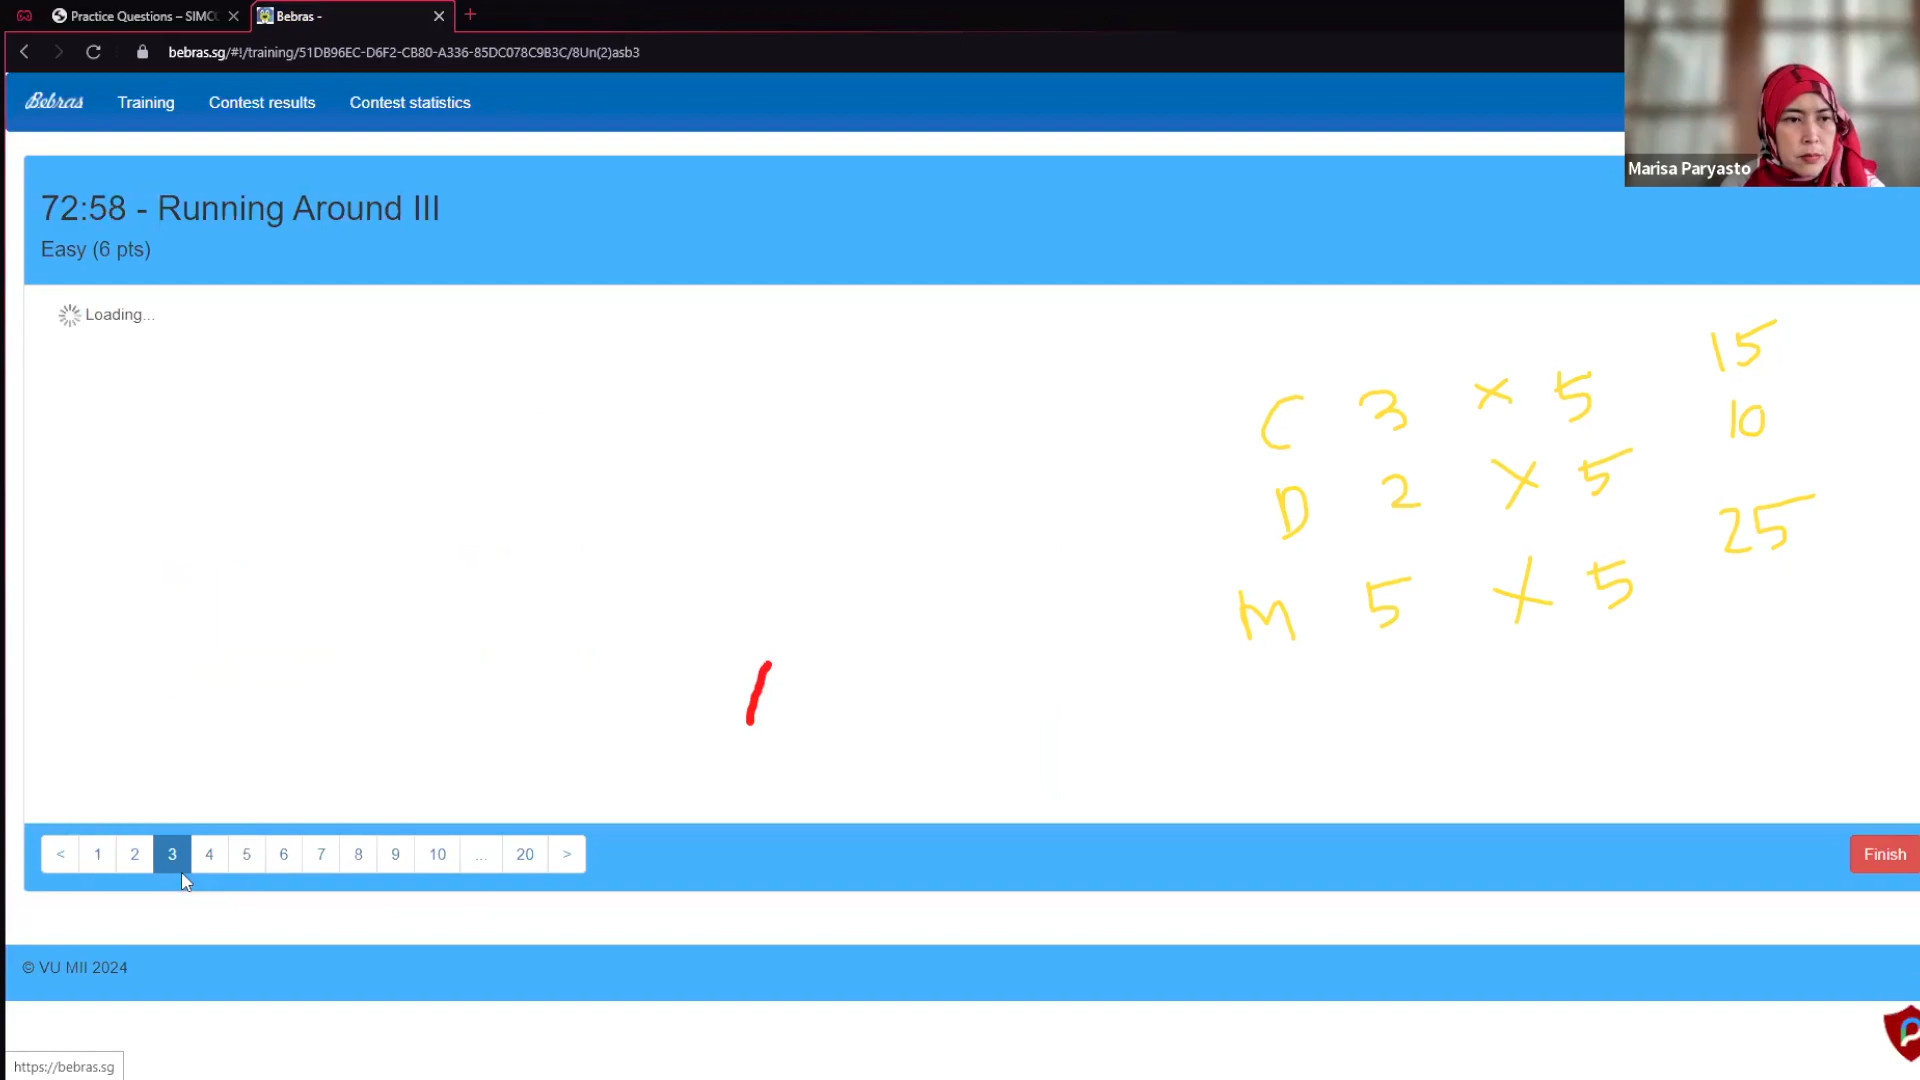 Practice Questions – SIMC
Bebras -
bebras.sg/#!/training/51DB96EC-D6F2-CB80-A336-85DC078C9B3C/8Un(2)asb3
Bebras Training Contest results Contest statistics
Marisa Paryasto
72:58 - Running Around III
Easy (6 pts)
Loading...
C 3 x 5 15
D 2 x 5 10
M 5 x 5 25
< 1 2 3 4 5 6 7 8 9 10 ... 20 >
Finish
© VU MII 2024
https://bebras.sg